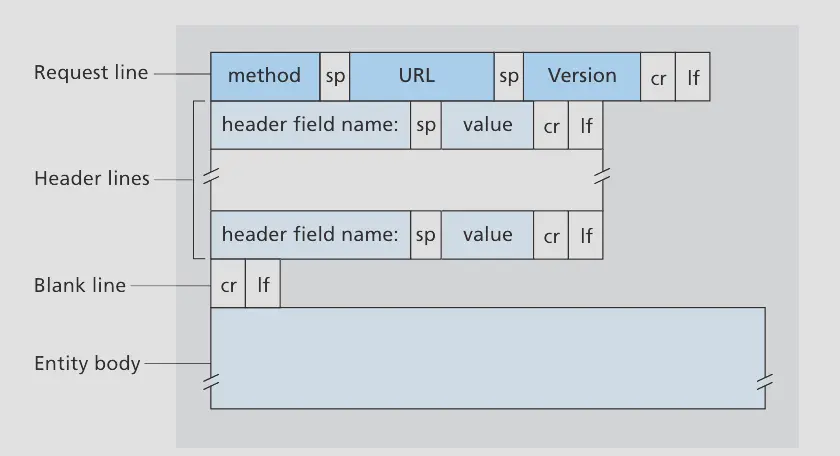 Request line method sp URL sp Version cr lf
header field name: sp value cr lf
Header lines
header field name: sp value cr lf
Blank line cr lf
Entity body